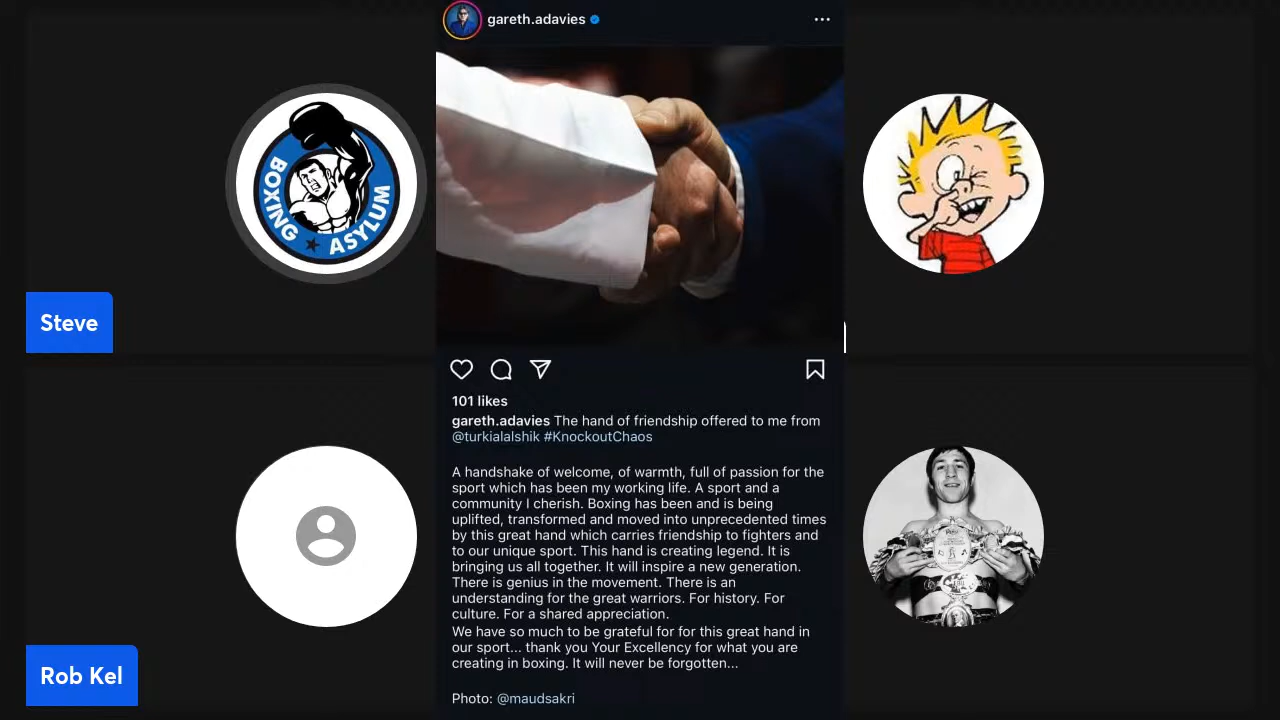 gareth.adavies
BOXING ASYLUM
Steve
101 likes
gareth.adavies The hand of friendship offered to me from
@turkialalshik #KnockoutChaos
A handshake of welcome, of warmth, full of passion for the
sport which has been my working life. A sport and a
community I cherish. Boxing has been and is being
uplifted, transformed and moved into unprecedented times
by this great hand which carries friendship to fighters and
to our unique sport. This hand is creating legend. It is
bringing us all together. It will inspire a new generation.
There is genius in the movement. There is an
understanding for the great warriors. For history. For
culture. For a shared appreciation.
We have so much to be grateful for for this great hand in
our sport... thank you Your Excellency for what you are
creating in boxing. It will never be forgotten...
Photo: @maudsakri
Rob Kel